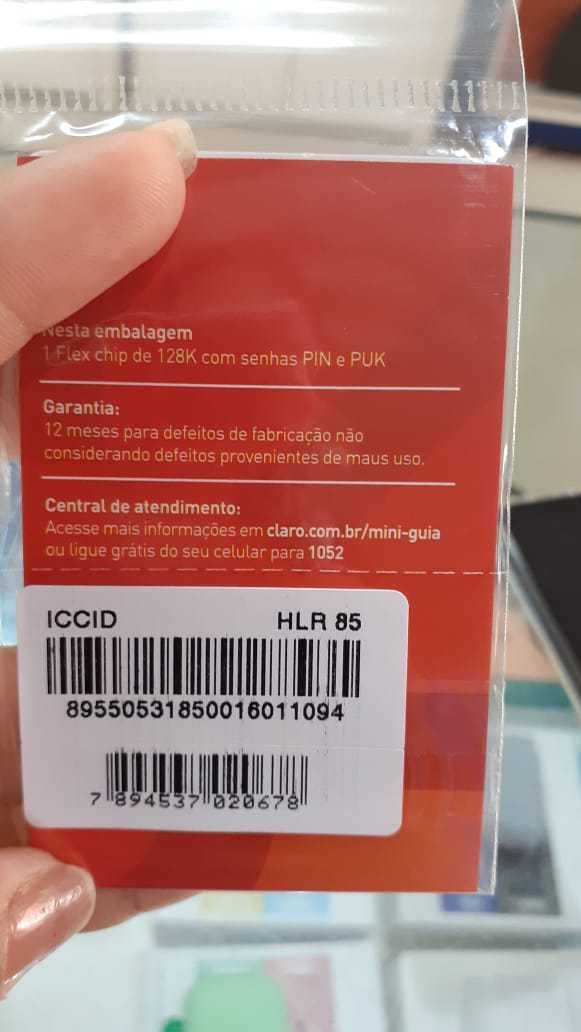 Nesta embalagem
1 Flex chip de 128K com senhas PIN e PUK
Garantia:
12 meses para defeitos de fabricação não
considerando defeitos provenientes de maus uso.
Central de atendimento:
Acesse mais informações em claro.com.br/mini-guia
ou ligue grátis do seu celular para 1052
ICCID HLR 85
89550531850016011094
7 894537 020678